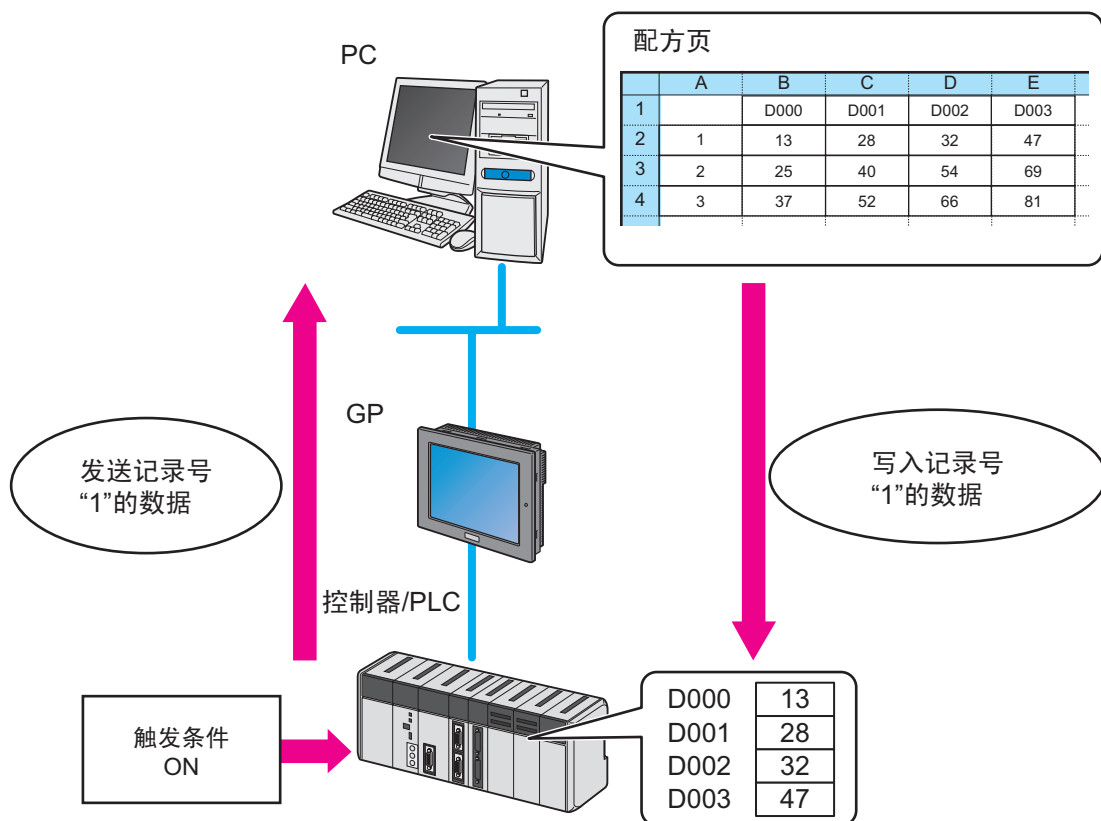 PC
配方页
A B C D E
1 D000 D001 D002 D003
2 1 13 28 32 47
3 2 25 40 54 69
4 3 37 52 66 81
GP
发送记录号
“1”的数据
写入记录号
“1”的数据
控制器/PLC
触发条件
ON
D000 13
D001 28
D002 32
D003 47